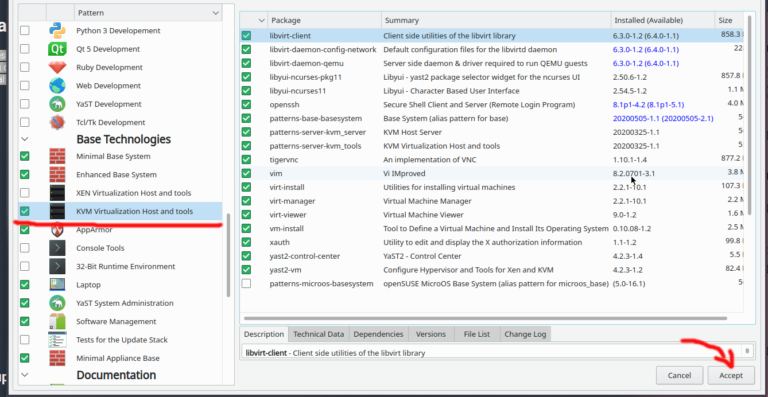 Pattern
Python 3 Developement
Qt 5 Development
Ruby Development
Web Development
YaST Development
Tcl/Tk Development
Base Technologies
Minimal Base System
Enhanced Base System
XEN Virtualization Host and tools
KVM Virtualization Host and tools
AppArmor
Console Tools
32-Bit Runtime Environment
Laptop
YaST System Administration
Software Management
Tests for the Update Stack
Minimal Appliance Base
Documentation
Package Summary Installed (Available) Size
libvirt-client Client side utilities of the libvirt library 6.3.0-1.2 (6.4.0-1.1) 858.3
libvirt-daemon-config-network Default configuration files for the libvirtd daemon 6.3.0-1.2 (6.4.0-1.1) 22
libvirt-daemon-qemu Server side daemon & driver required to run QEMU guests 6.3.0-1.2 (6.4.0-1.1)
libyui-ncurses-pkg11 Libyui - yast2 package selector widget for the ncurses UI 2.50.6-1.2 857.8
libyui-ncurses11 Libyui - Character Based User Interface 2.54.5-1.2 1.1 M
openssh Secure Shell Client and Server (Remote Login Program) 8.1p1-4.2 (8.1p1-5.1) 4.0 M
patterns-base-basesystem Base System (alias pattern for base) 20200505-1.1 (20200505-2.1) 5
patterns-server-kvm_server KVM Host Server 20200325-1.1 5
patterns-server-kvm_tools KVM Virtualization Host and tools 20200325-1.1 5
tigervnc An implementation of VNC 1.10.1-1.4 877.2
vim Vi IMproved 8.2.0701-3.1 3.8 M
virt-install Utilities for installing virtual machines 2.2.1-10.1 107.3
virt-manager Virtual Machine Manager 2.2.1-10.1 2.2 M
virt-viewer Virtual Machine Viewer 9.0-1.2 1.6 M
vm-install Tool to Define a Virtual Machine and Install Its Operating System 0.10.08-1.2 2.5 M
xauth Utility to edit and display the X authorization information 1.1-1.2 99.8
yast2-control-center YaST2 - Control Center 4.2.3-1.4 5.5
yast2-vm Configure Hypervisor and Tools for Xen and KVM 4.2.3-1.2 82.4
patterns-microos-basesystem openSUSE MicroOS Base System (alias pattern for microos_base) (5.0-16.1) 5
Description Technical Data Dependencies Versions File List Change Log
libvirt-client - Client side utilities of the libvirt library
Cancel Accept